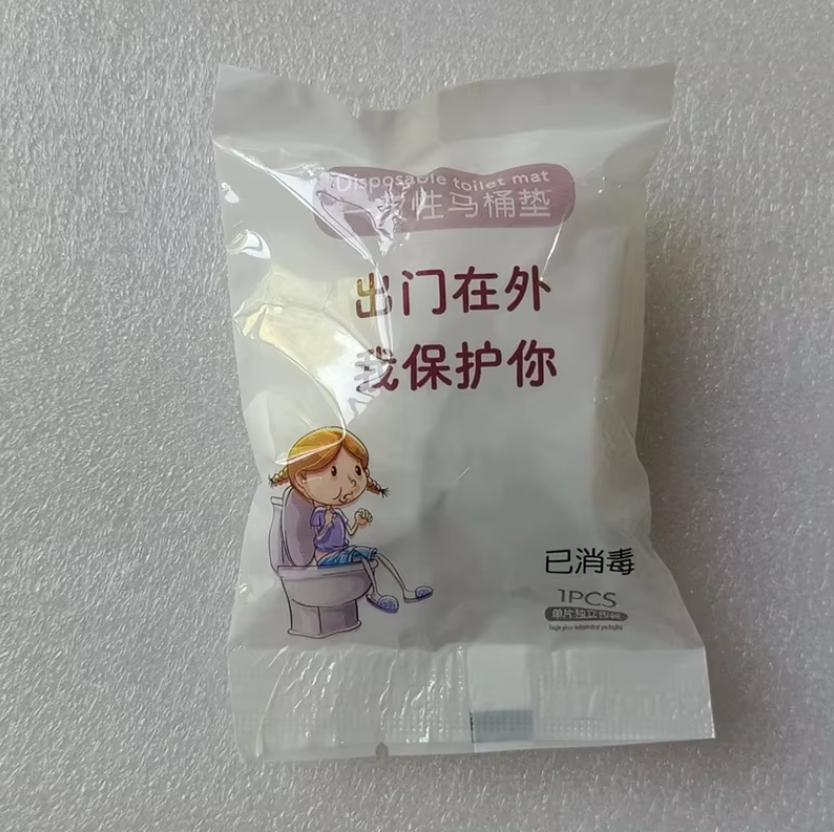 Disposable toilet mat
一次性马桶垫
出门在外
我保护你
已消毒
1PCS
单片独立包装